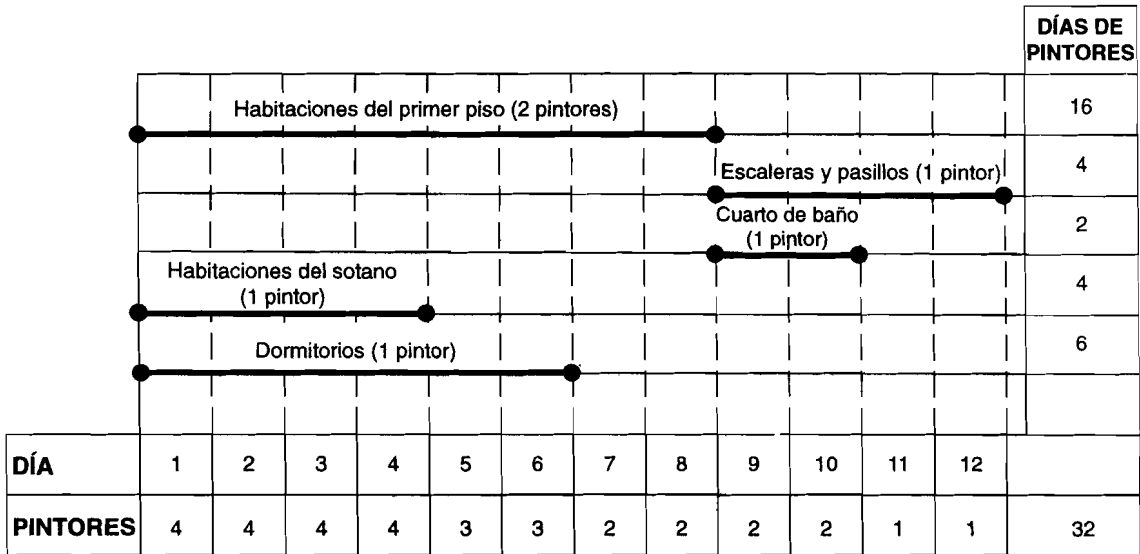 DÍAS DE
PINTORES
Habitaciones del primer piso (2 pintores)
16
Escaleras y pasillos (1 pintor)
4
Cuarto de baño
(1 pintor)
2
Habitaciones del sotano
(1 pintor)
4
Dormitorios (1 pintor)
6
DÍA 1 2 3 4 5 6 7 8 9 10 11 12
PINTORES 4 4 4 4 3 3 2 2 2 2 1 1 32